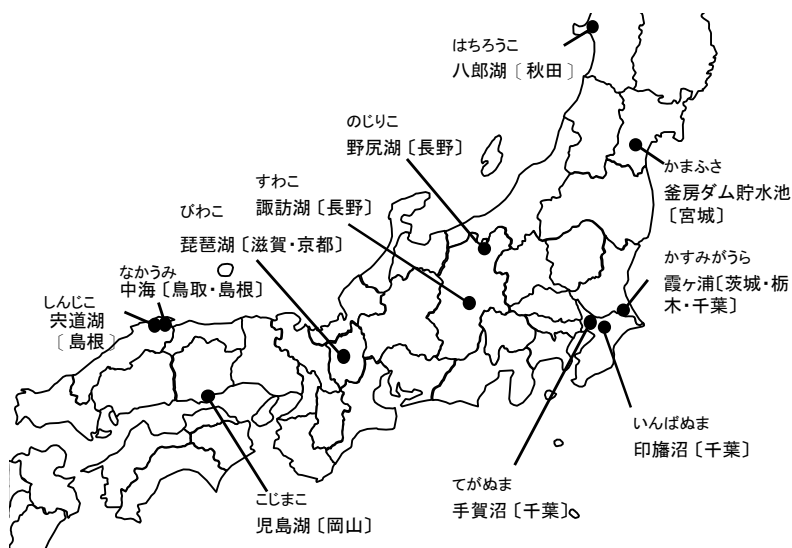 はちろうこ
八郎湖〔秋田〕
のじりこ
野尻湖〔長野〕
かまふさ
釜房ダム貯水池
〔宮城〕
すわこ
諏訪湖〔長野〕
びわこ
琵琶湖〔滋賀・京都〕
かすみがうら
霞ヶ浦〔茨城・栃
木・千葉〕
なかうみ
中海〔鳥取・島根〕
しんじこ
宍道湖
〔島根〕
いんばぬま
印旛沼〔千葉〕
てがぬま
手賀沼〔千葉〕
こじまこ
児島湖〔岡山〕